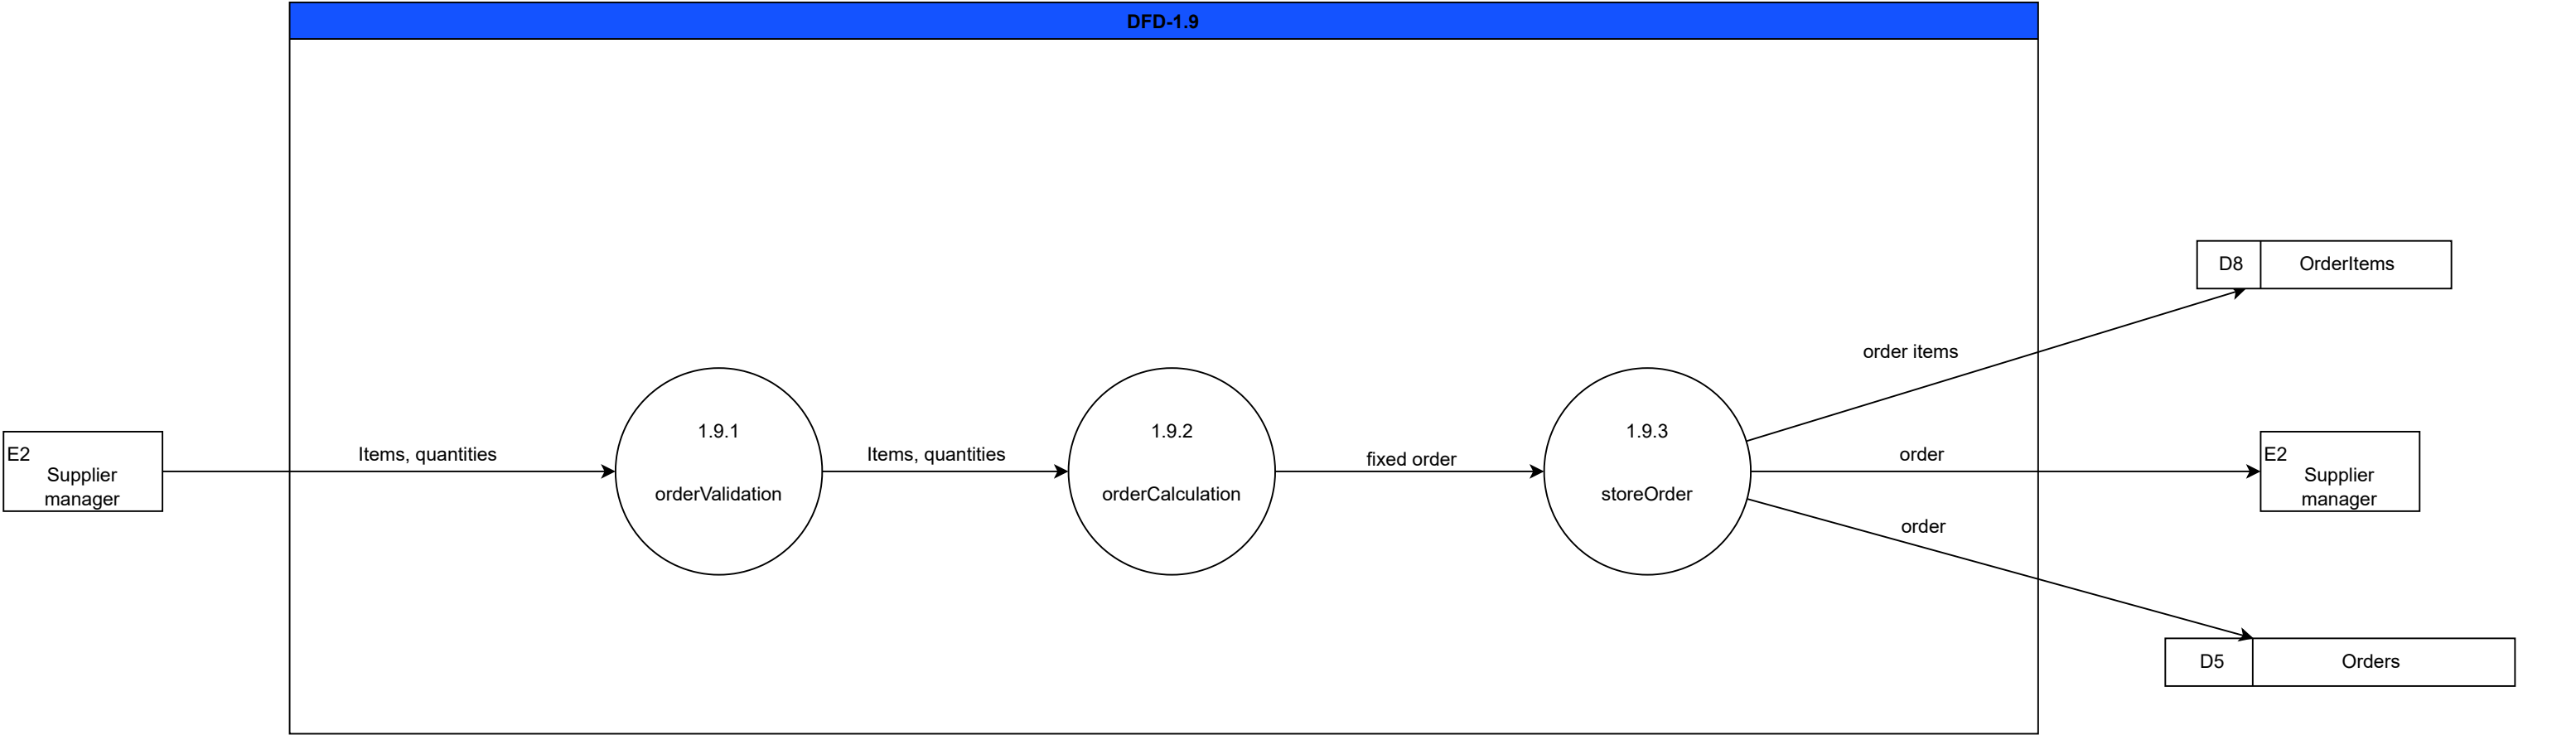 DFD-1.9
D8
OrderItems
order items
E2
Supplier
manager
Items, quantities
1.9.1
orderValidation
Items, quantities
1.9.2
orderCalculation
fixed order
1.9.3
storeOrder
order
E2
Supplier
manager
order
D5
Orders